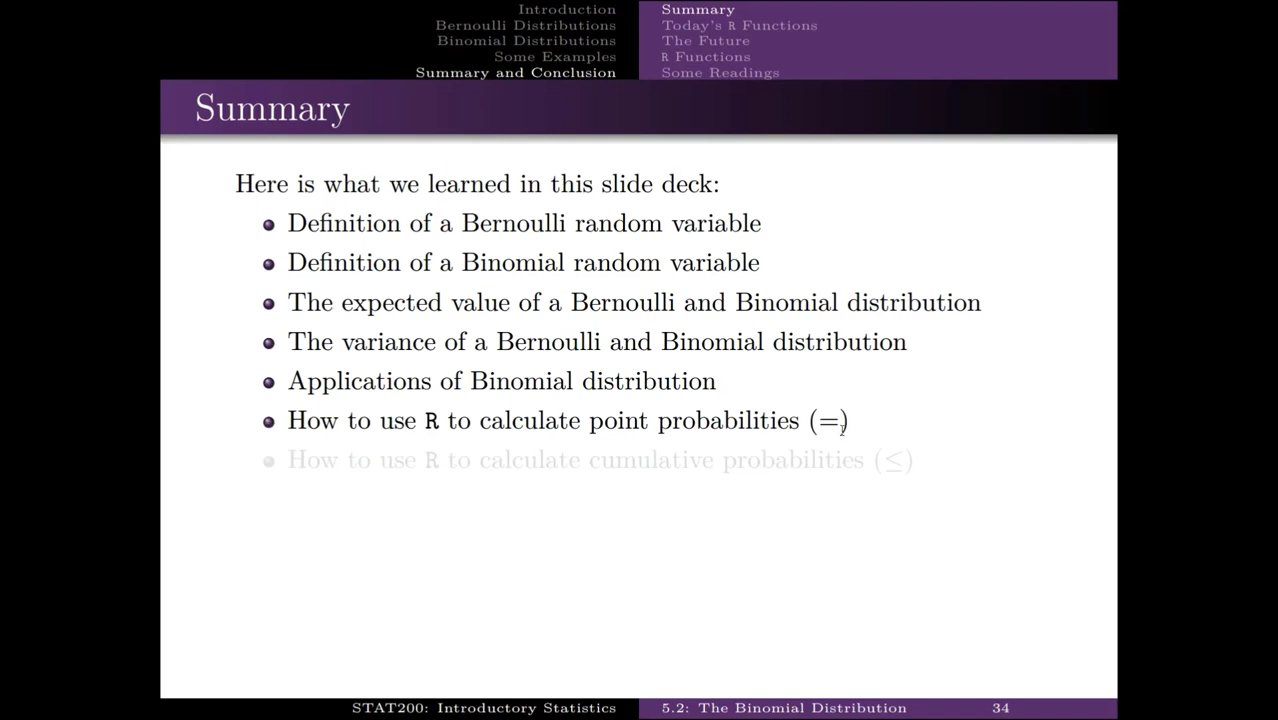 Introduction
Bernoulli Distributions
Binomial Distributions
Some Examples
Summary and Conclusion
Summary
Today's R Functions
The Future
R Functions
Some Readings
Summary
Here is what we learned in this slide deck:
Definition of a Bernoulli random variable
Definition of a Binomial random variable
The expected value of a Bernoulli and Binomial distribution
The variance of a Bernoulli and Binomial distribution
Applications of Binomial distribution
How to use R to calculate point probabilities (=)
How to use R to calculate cumulative probabilities (≤)
STAT200: Introductory Statistics
5.2: The Binomial Distribution
34